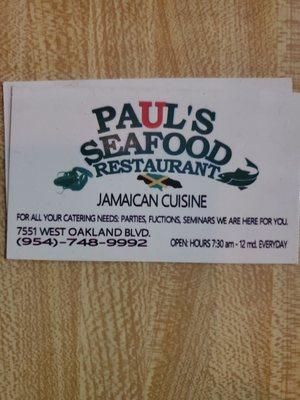 PAUL'S
SEAFOOD
RESTAURANT
JAMAICAN CUISINE
FOR ALL YOUR CATERING NEEDS: PARTIES, FUCTIONS, SEMINARS WE ARE HERE FOR YOU.
7551 WEST OAKLAND BLVD.
(954)-748-9992 OPEN: HOURS 7:30 am - 12 md. EVERYDAY